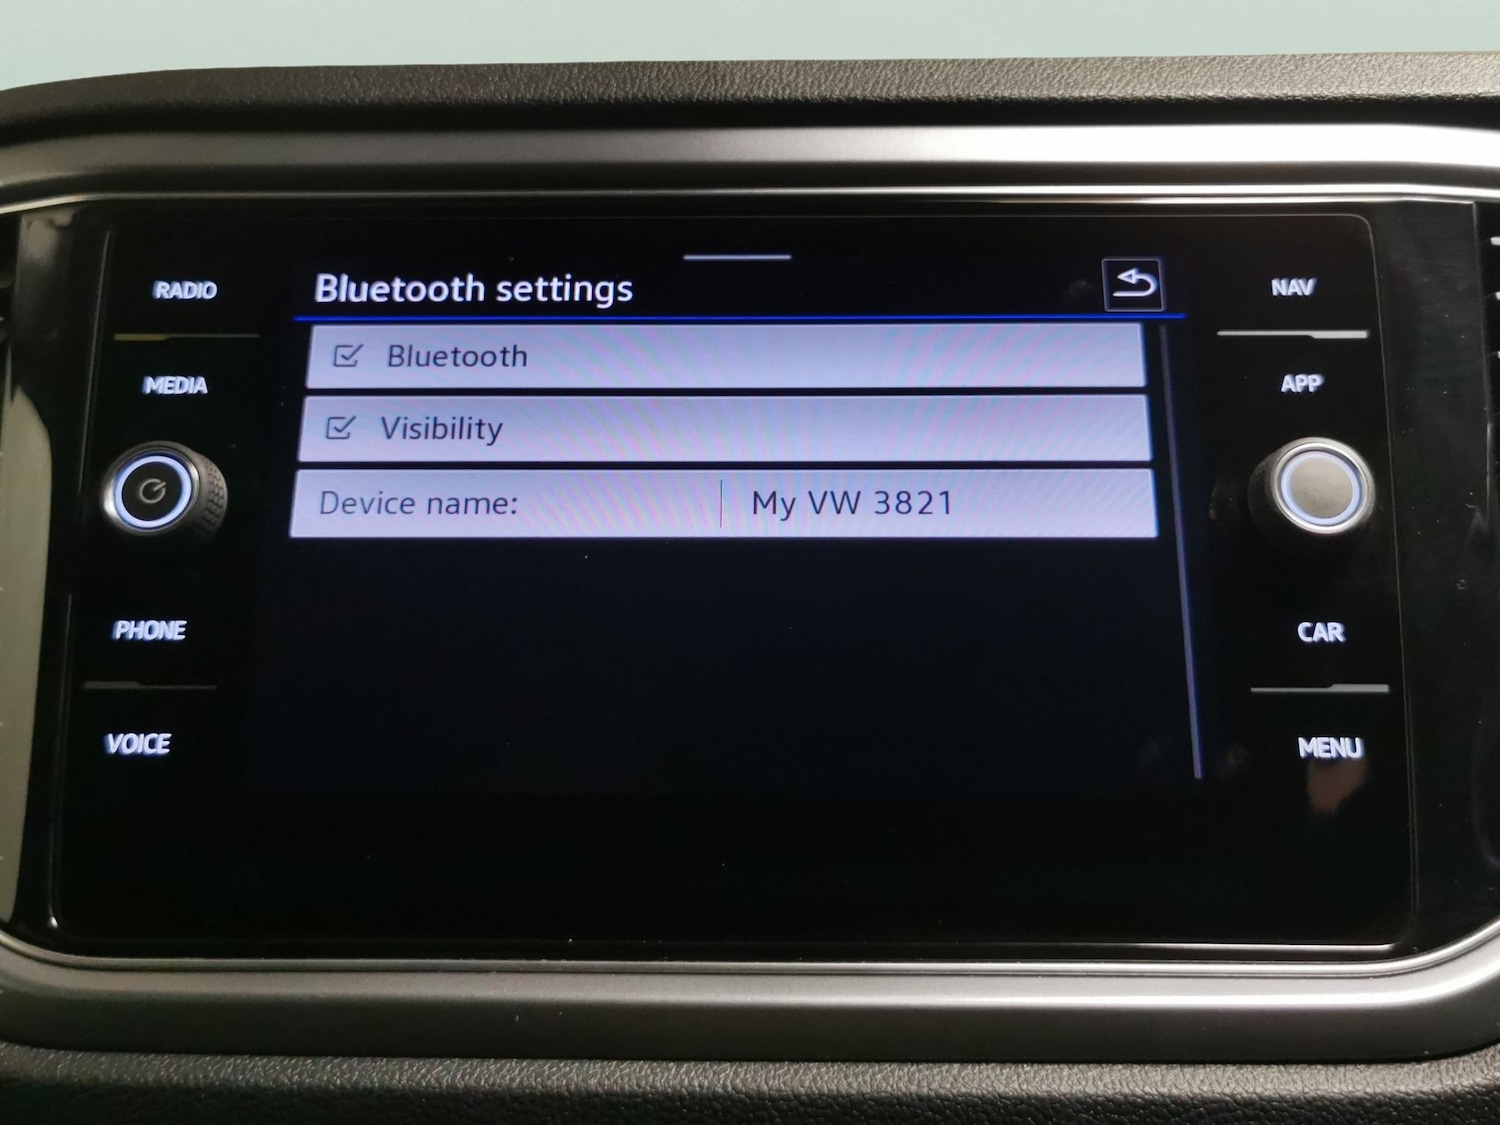 RADIO
MEDIA
PHONE
VOICE
Bluetooth settings
Bluetooth
Visibility
Device name: My VW 3821
NAV
APP
CAR
MENU